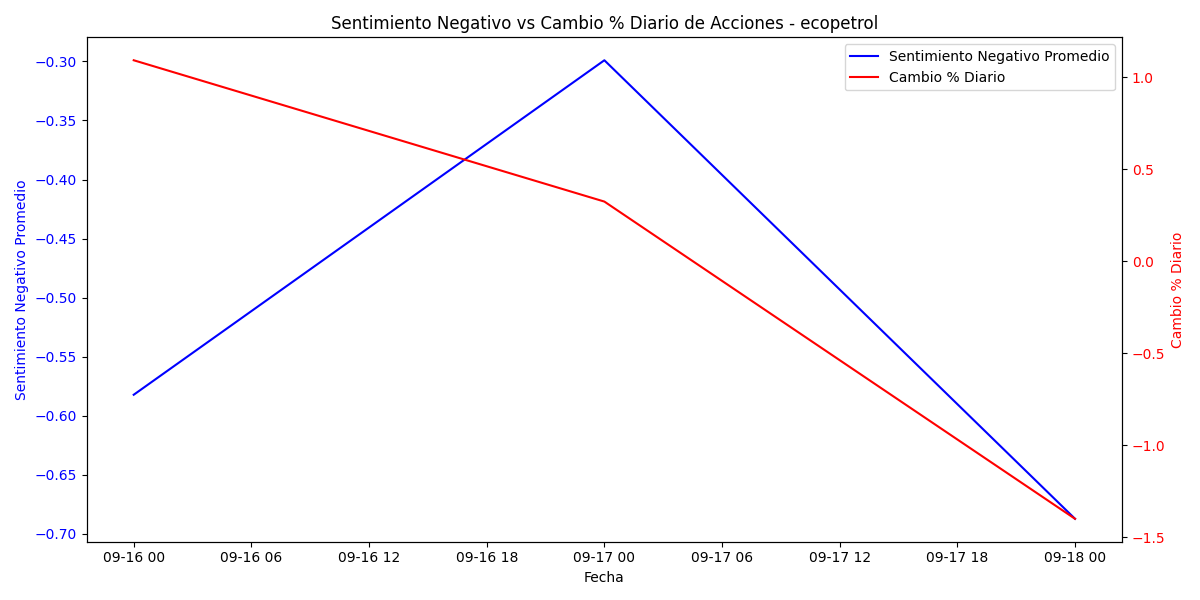 Sentimiento Negativo vs Cambio % Diario de Acciones - ecopetrol
Sentimiento Negativo Promedio
Cambio % Diario
Sentimiento Negativo Promedio
−0.30
−0.35
−0.40
−0.45
−0.50
−0.55
−0.60
−0.65
−0.70
1.0
0.5
0.0
−0.5
−1.0
−1.5
Cambio % Diario
09-16 00 09-16 06 09-16 12 09-16 18 09-17 00 09-17 06 09-17 12 09-17 18 09-18 00
Fecha